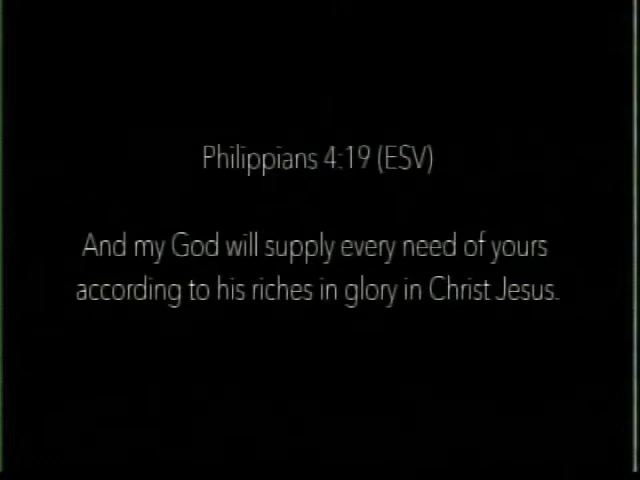 Philippians 4:19 (ESV)
And my God will supply every need of yours
according to his riches in glory in Christ Jesus.